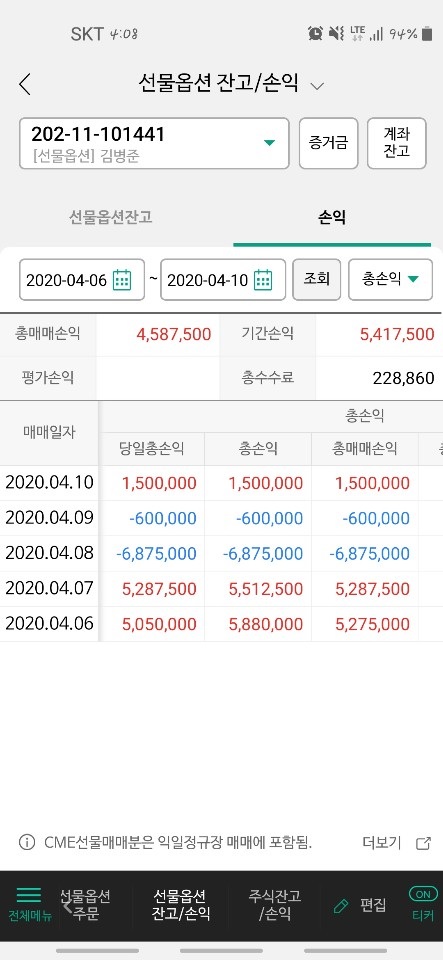 SKT 4:08 LTE 94%
선물옵션 잔고/손익
202-11-101441
[선물옵션] 김병준
증거금
계좌
잔고
선물옵션잔고 손익
2020-04-06 ~ 2020-04-10 조회 총손익
총매매손익 4,587,500 기간손익 5,417,500
평가손익 총수수료 228,860
매매일자 총손익
당일총손익 총손익 총매매손익
2020.04.10 1,500,000 1,500,000 1,500,000
2020.04.09 -600,000 -600,000 -600,000
2020.04.08 -6,875,000 -6,875,000 -6,875,000
2020.04.07 5,287,500 5,512,500 5,287,500
2020.04.06 5,050,000 5,880,000 5,275,000
CME선물매매분은 익일정규장 매매에 포함됨. 더보기
전체메뉴
선물옵션
주문
선물옵션
잔고/손익
주식잔고
/손익
편집
ON
티커